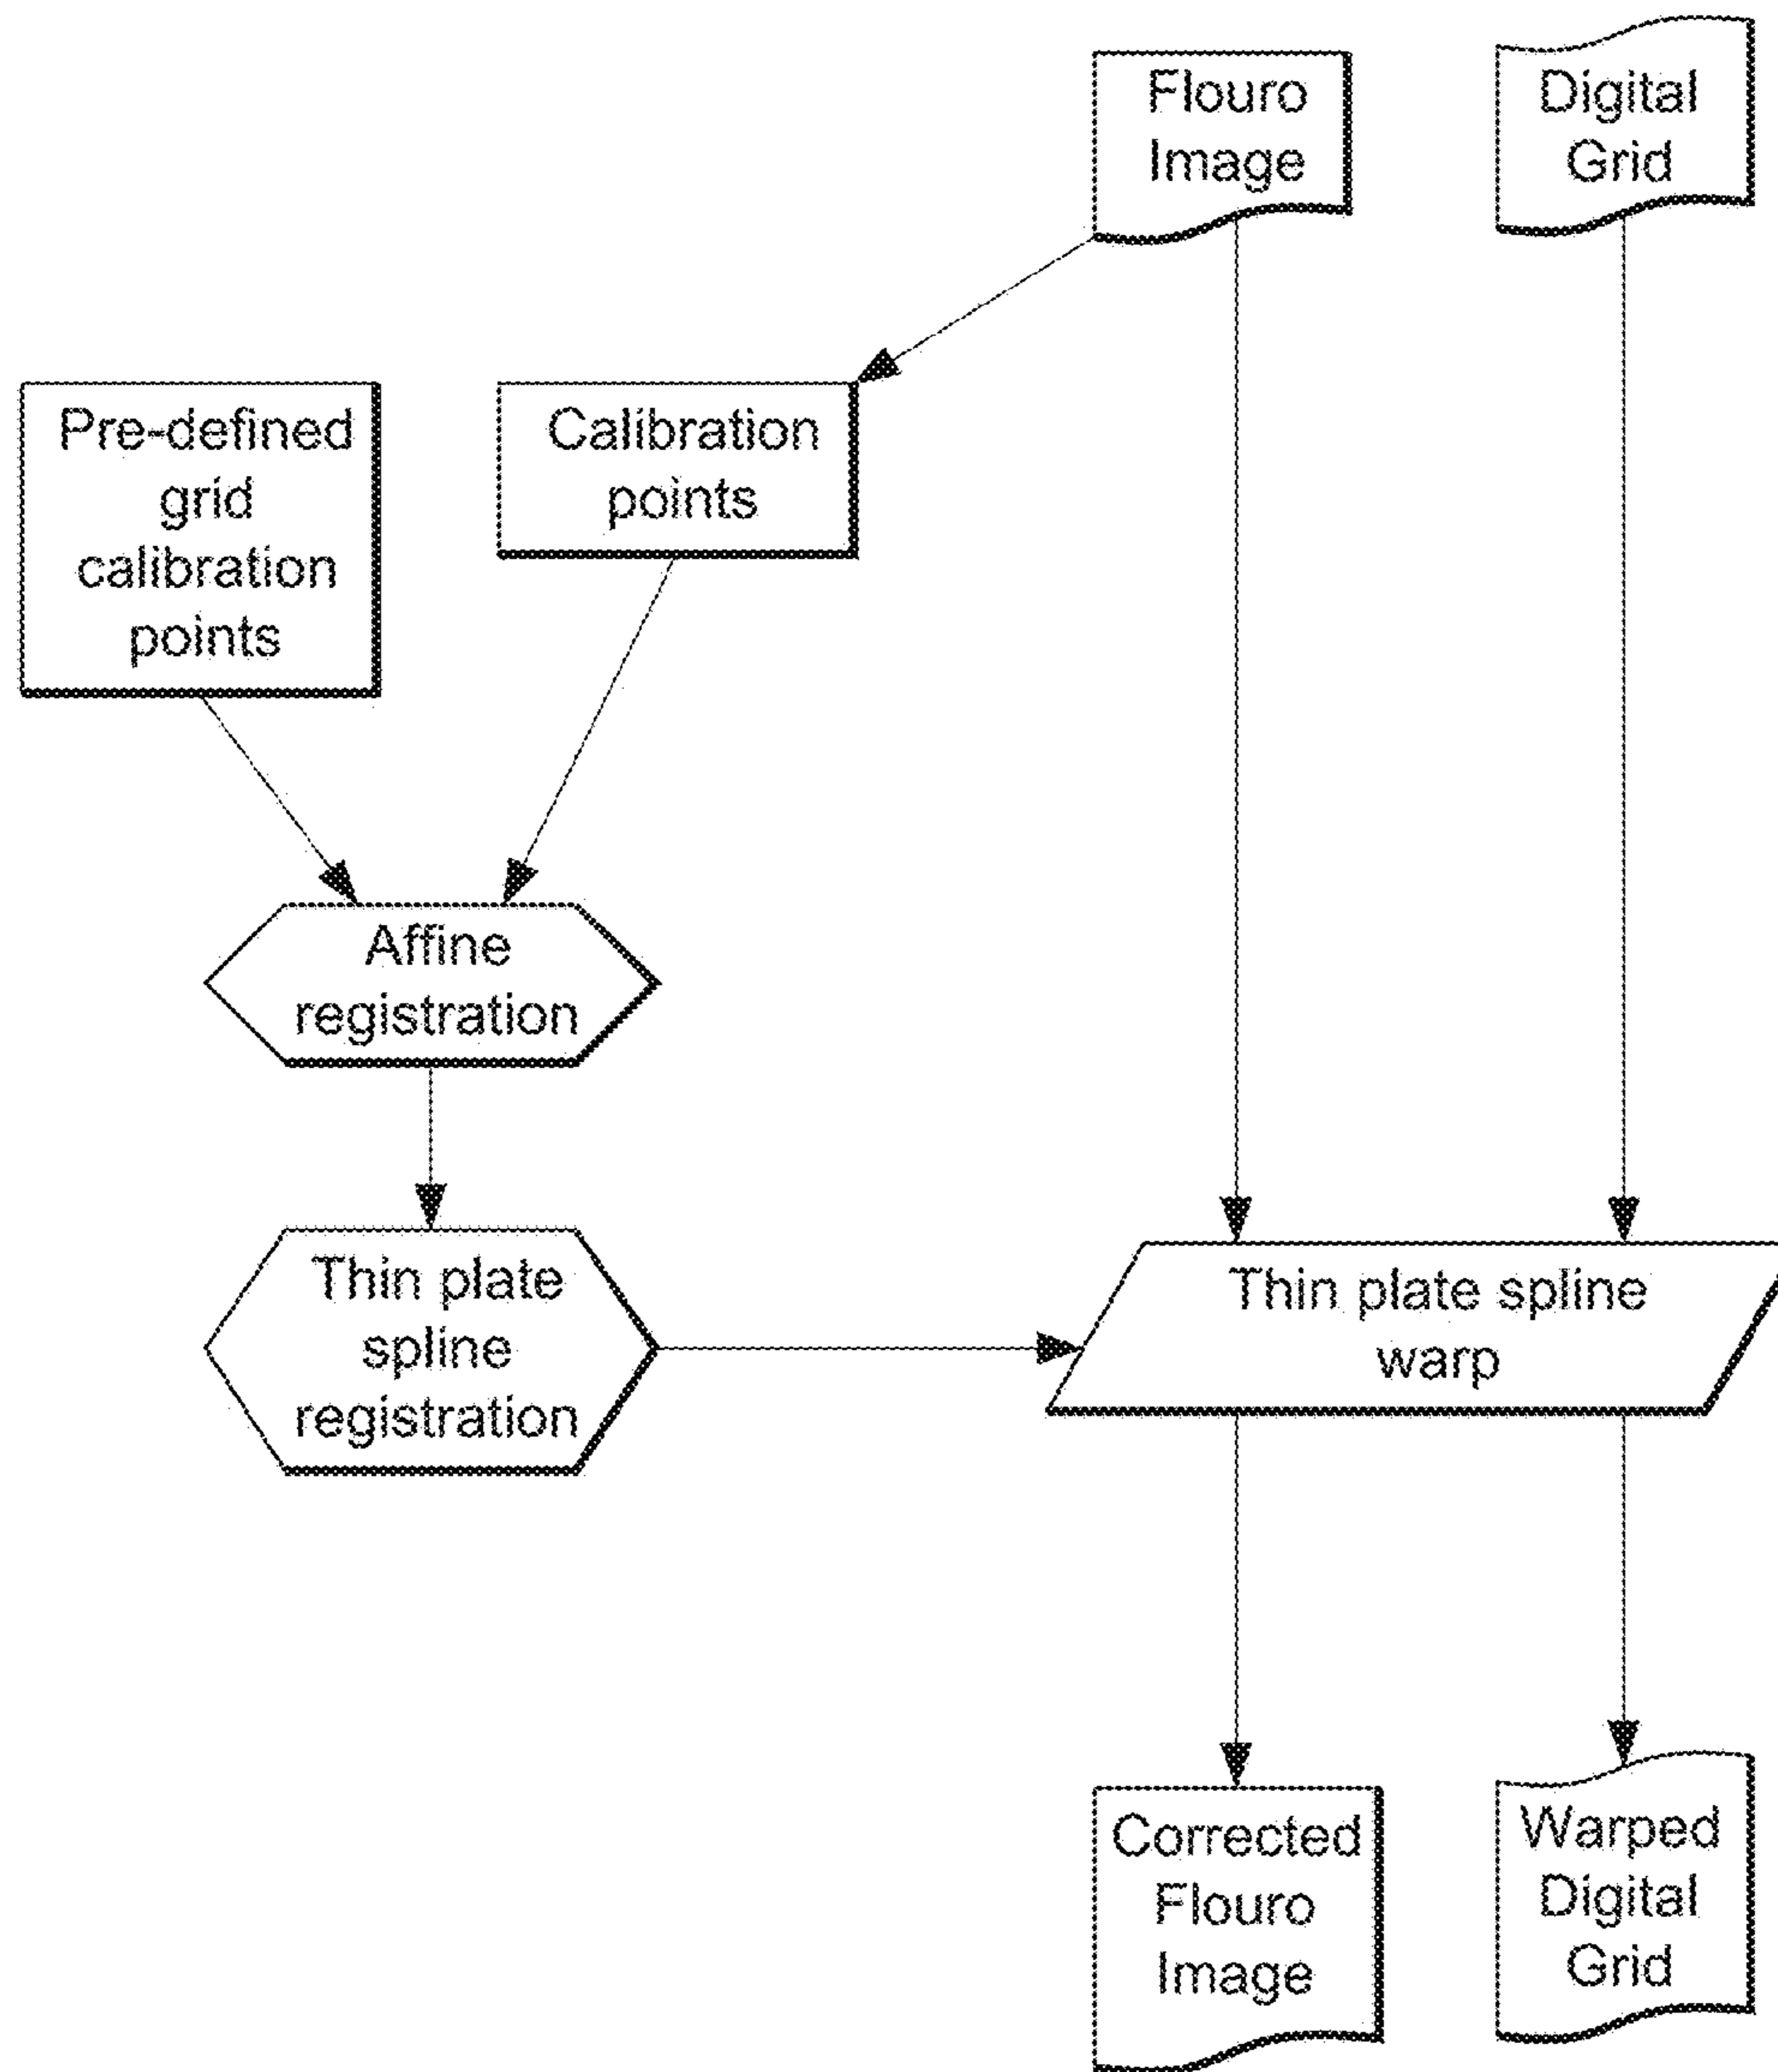 Flouro
Image
Digital
Grid
Pre-defined
grid
calibration
points
Calibration
points
Affine
registration
Thin plate
spline
registration
Thin plate spline
warp
Corrected
Flouro
Image
Warped
Digital
Grid